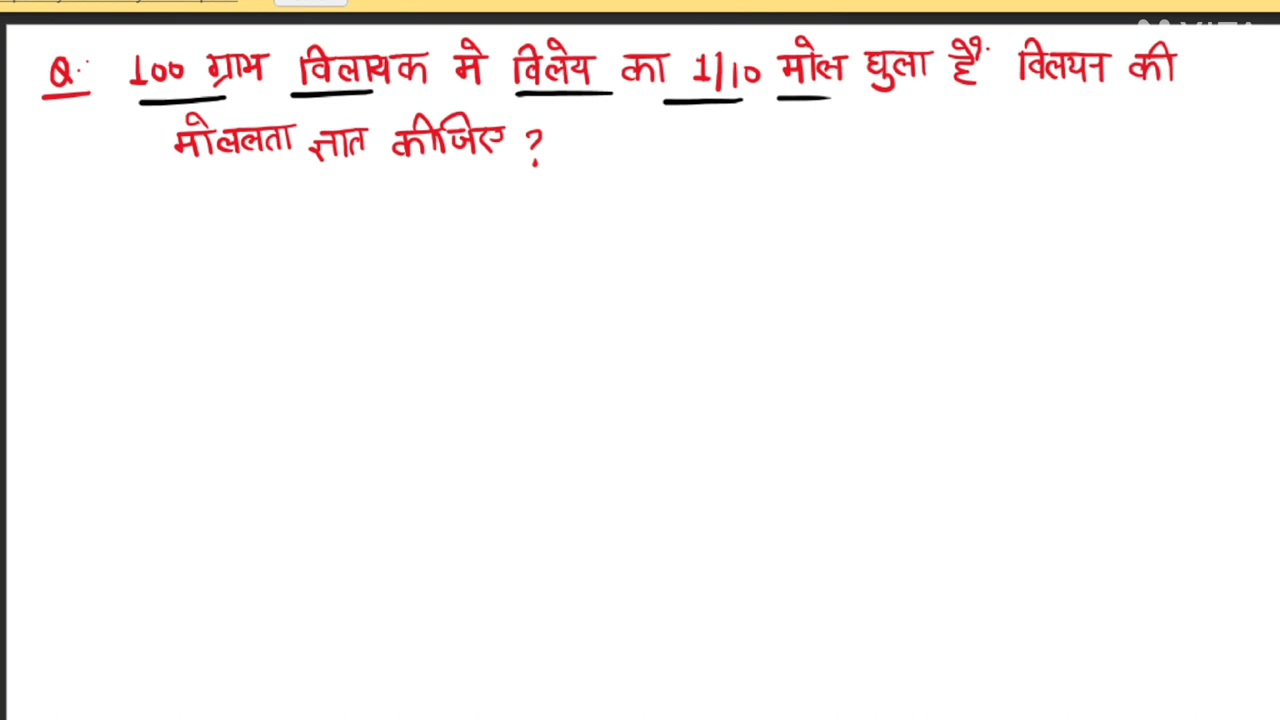 Q. 100 ग्राम विलायक मे विलेय का 1/10 मोल घुला है विलयन की
मोललता ज्ञात कीजिए ?